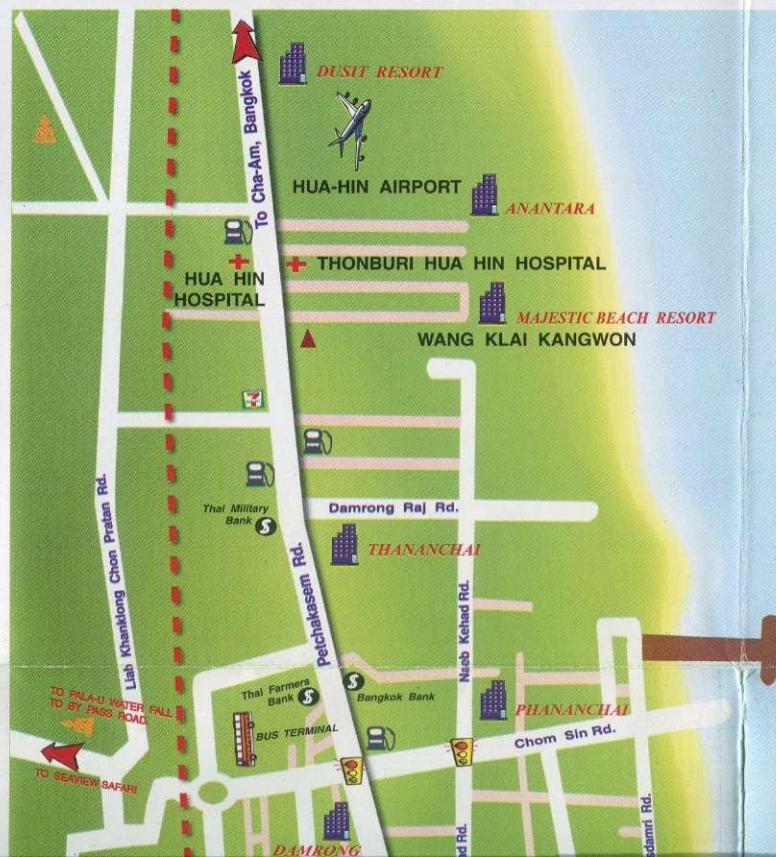 DUSIT RESORT
To Cha-Am, Bangkok
HUA-HIN AIRPORT
ANANTARA
HUA HIN
HOSPITAL
THONBURI HUA HIN HOSPITAL
MAJESTIC BEACH RESORT
WANG KLAI KANGWON
Thai Military
Bank
Damrong Raj Rd.
THANANCHAI
Liab Khanklong Chon Pratan Rd.
Petchakasem Rd.
Naeb Kehad Rd.
TO PALA-U WATER FALL
TO BY PASS ROAD
TO SEAVIEW SAFARI
Thai Farmers
Bank
Bangkok Bank
BUS TERMINAL
PHANANCHAI
Chom Sin Rd.
DAMRONG
d Rd.
sdamri Rd.